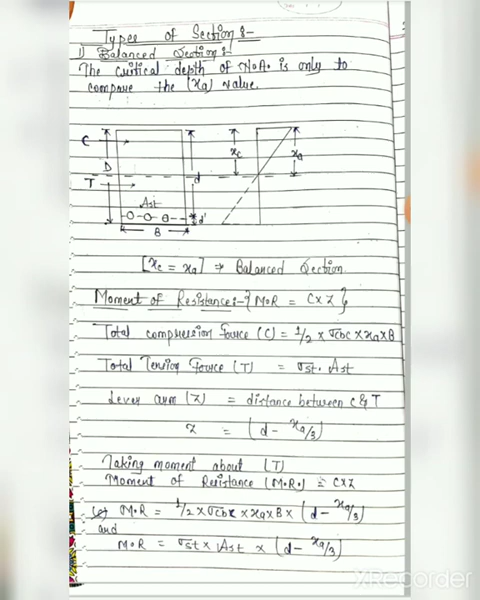 Types of Section :-
1) Balanced Section :-
The critical depth of N.A. is only to
compare the (xa) value.
C
D
T
Ast
B
d
d'
xc
xa
[xc = xa] ⇒ Balanced Section
Moment of Resistance :- {M.R = C x z}
Total compression force (C) = 1/2 x σcbc x xa x B
Total Tension Force (T) = σst. Ast
Lever arm (z) = distance between C & T
z = (d - xa/3)
Taking moment about (T)
Moment of Resistance (M.R.) = C x z
M.R = 1/2 x σcbc x xa x B x (d - xa/3)
and
M.R = σst x Ast x (d - xa/3)
XRecorder